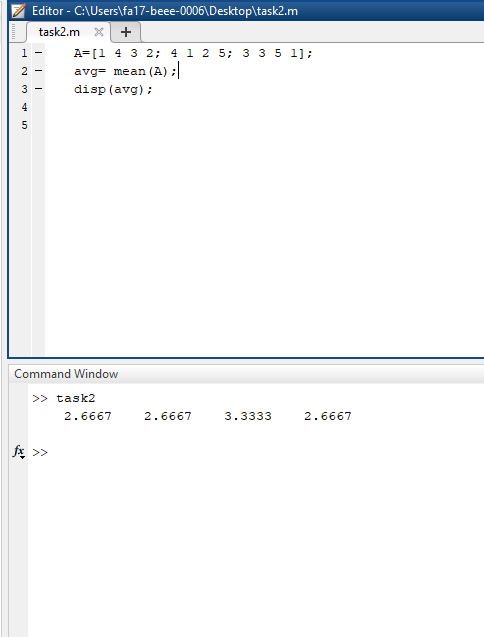 Editor - C:\Users\fa17-beee-0006\Desktop\task2.m
task2.m
1 – A=[1 4 3 2; 4 1 2 5; 3 3 5 1];
2 – avg= mean(A);
3 – disp(avg);
4
5
Command Window
>> task2
2.6667 2.6667 3.3333 2.6667
fx >>